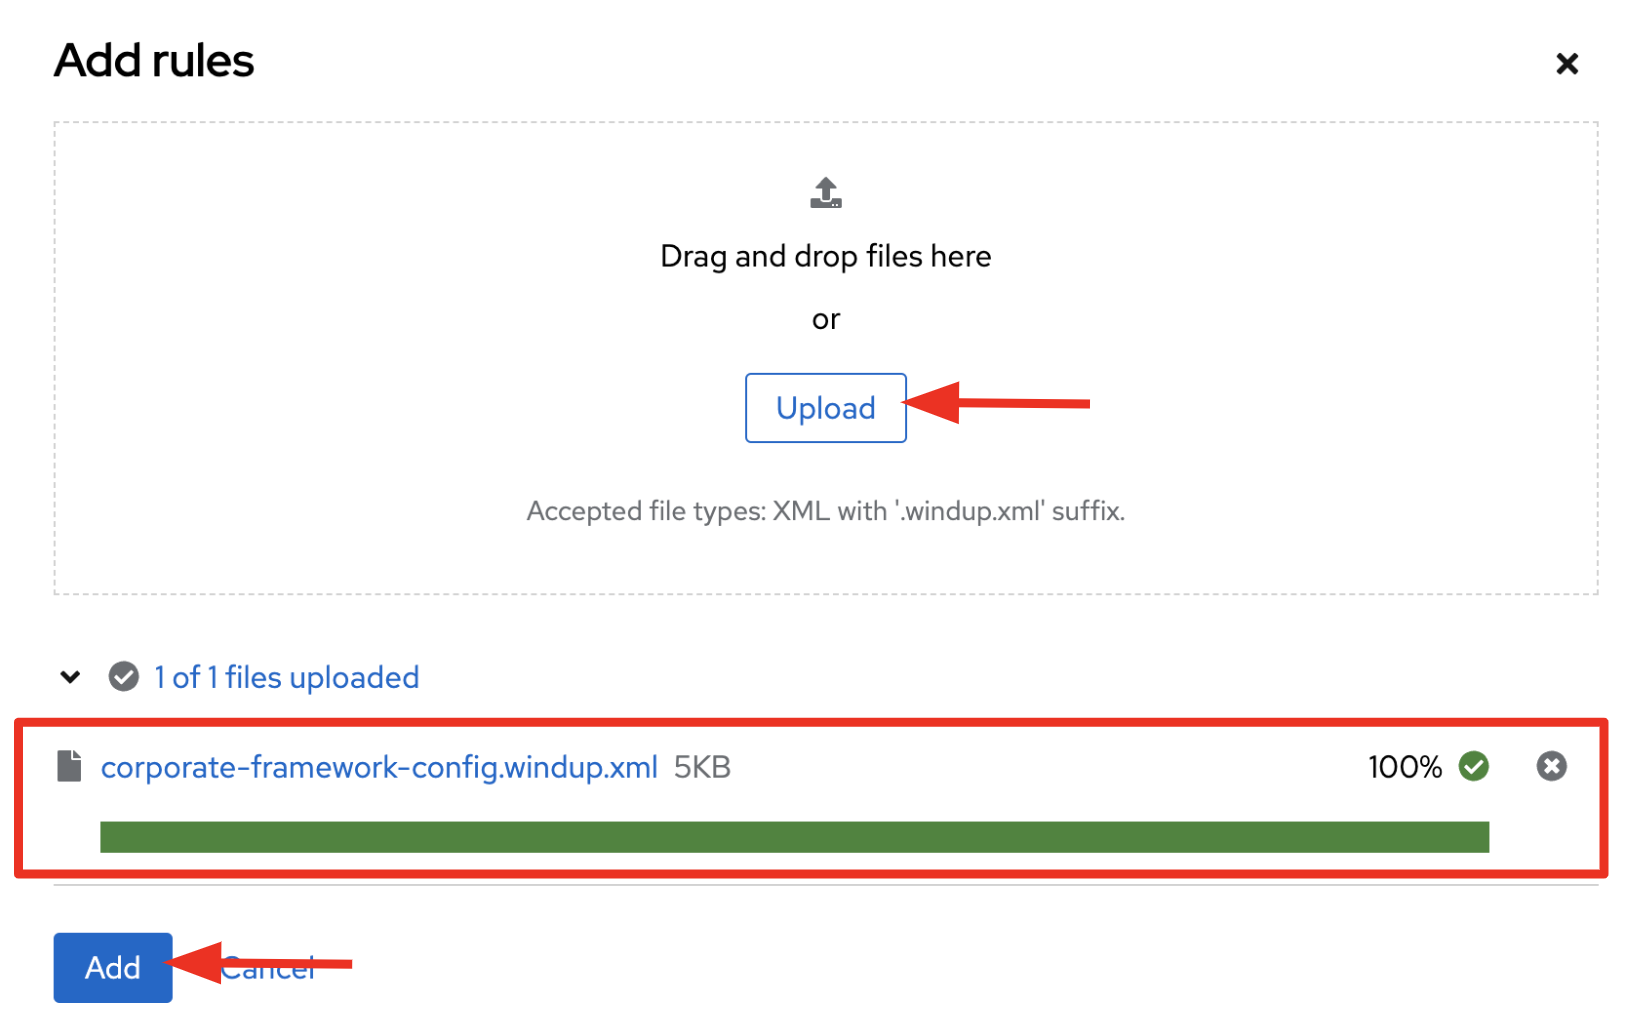 Add rules
Drag and drop files here
or
Upload
Accepted file types: XML with '.windup.xml' suffix.
1 of 1 files uploaded
corporate-framework-config.windup.xml 5KB 100%
Add Cancel